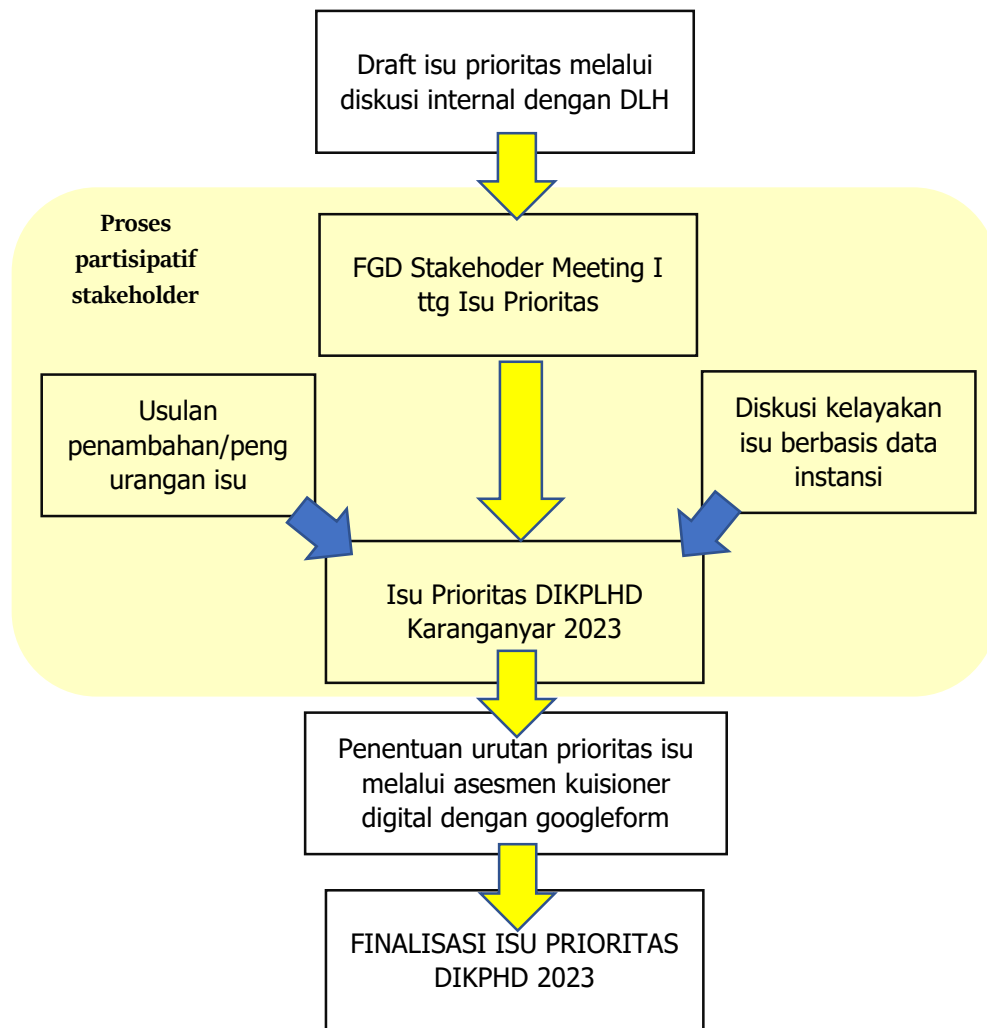 Draft isu prioritas melalui
diskusi internal dengan DLH
Proses
partisipatif
stakeholder
FGD Stakehoder Meeting I
ttg Isu Prioritas
Usulan
penambahan/peng
urangan isu
Diskusi kelayakan
isu berbasis data
instansi
Isu Prioritas DIKPLHD
Karanganyar 2023
Penentuan urutan prioritas isu
melalui asesmen kuisioner
digital dengan googleform
FINALISASI ISU PRIORITAS
DIKPHD 2023